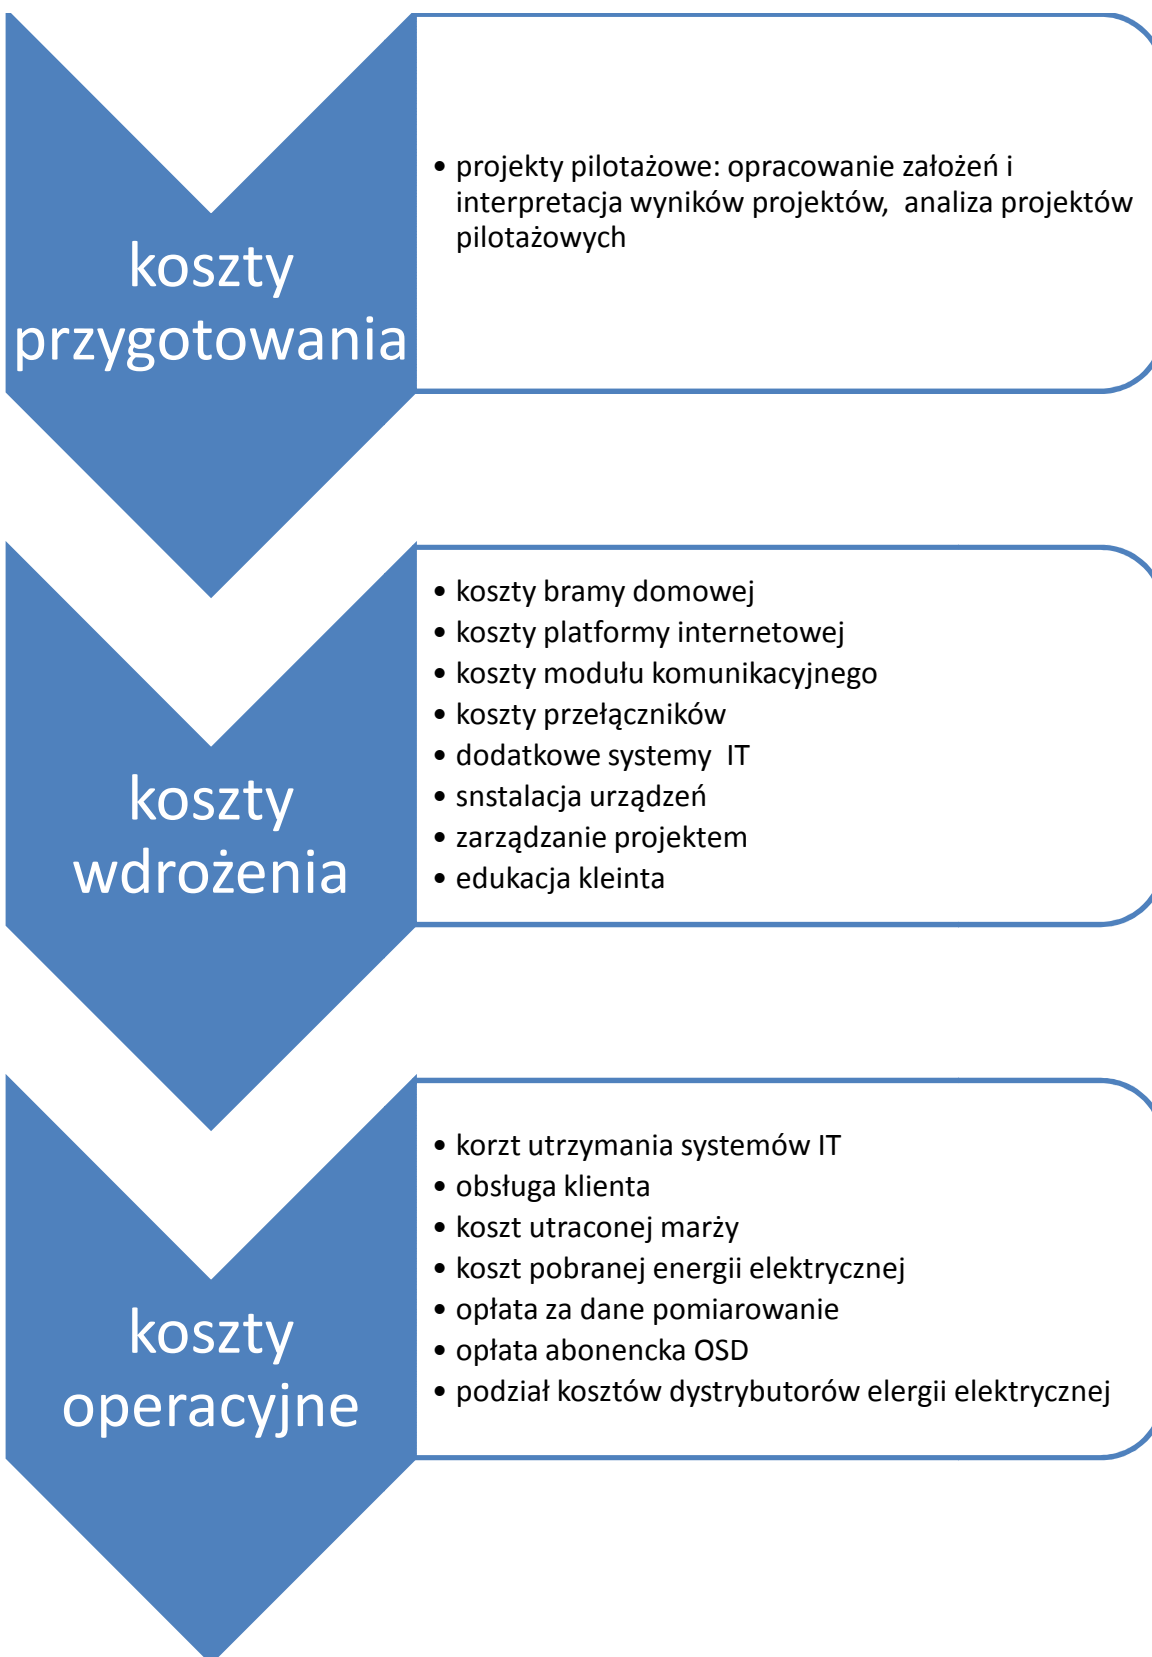 koszty
przygotowania
• projekty pilotażowe: opracowanie założeń i
interpretacja wyników projektów, analiza projektów
pilotażowych
koszty
wdrożenia
• koszty bramy domowej
• koszty platformy internetowej
• koszty modułu komunikacyjnego
• koszty przełączników
• dodatkowe systemy IT
• snstalacja urządzeń
• zarządzanie projektem
• edukacja kleinta
koszty
operacyjne
• korzt utrzymania systemów IT
• obsługa klienta
• koszt utraconej marży
• koszt pobranej energii elektrycznej
• opłata za dane pomiarowanie
• opłata abonencka OSD
• podział kosztów dystrybutorów elergii elektrycznej